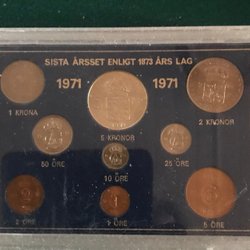 SISTA ÅRSSET ENLIGT 1873 ÅRS LAG
1971 1971
1 KRONA 5 KRONOR 2 KRONOR
50 ÖRE 10 ÖRE 25 ÖRE
2 ÖRE 1 ÖRE 5 ÖRE